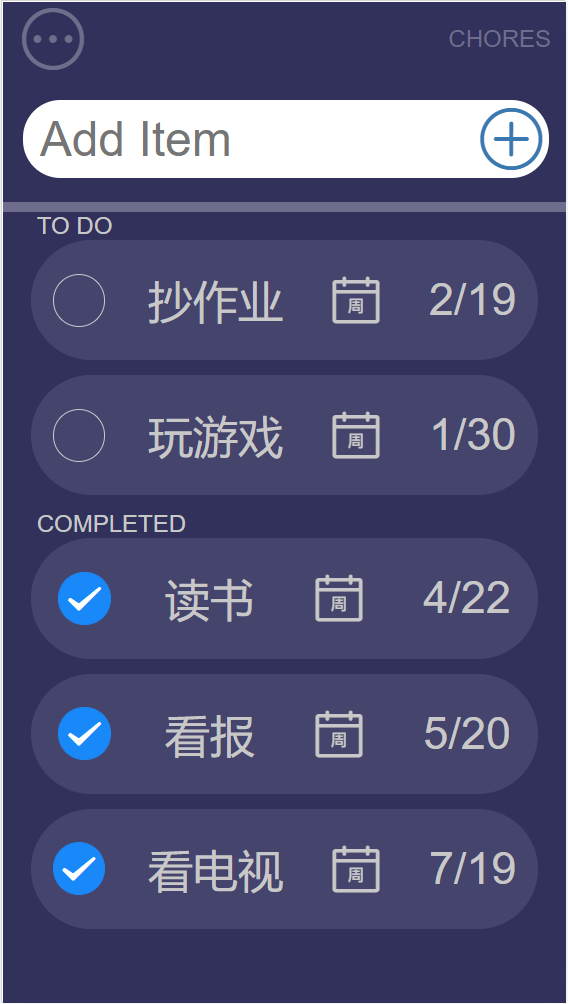 CHORES
Add Item
TO DO
抄作业 周 2/19
玩游戏 周 1/30
COMPLETED
读书 周 4/22
看报 周 5/20
看电视 周 7/19